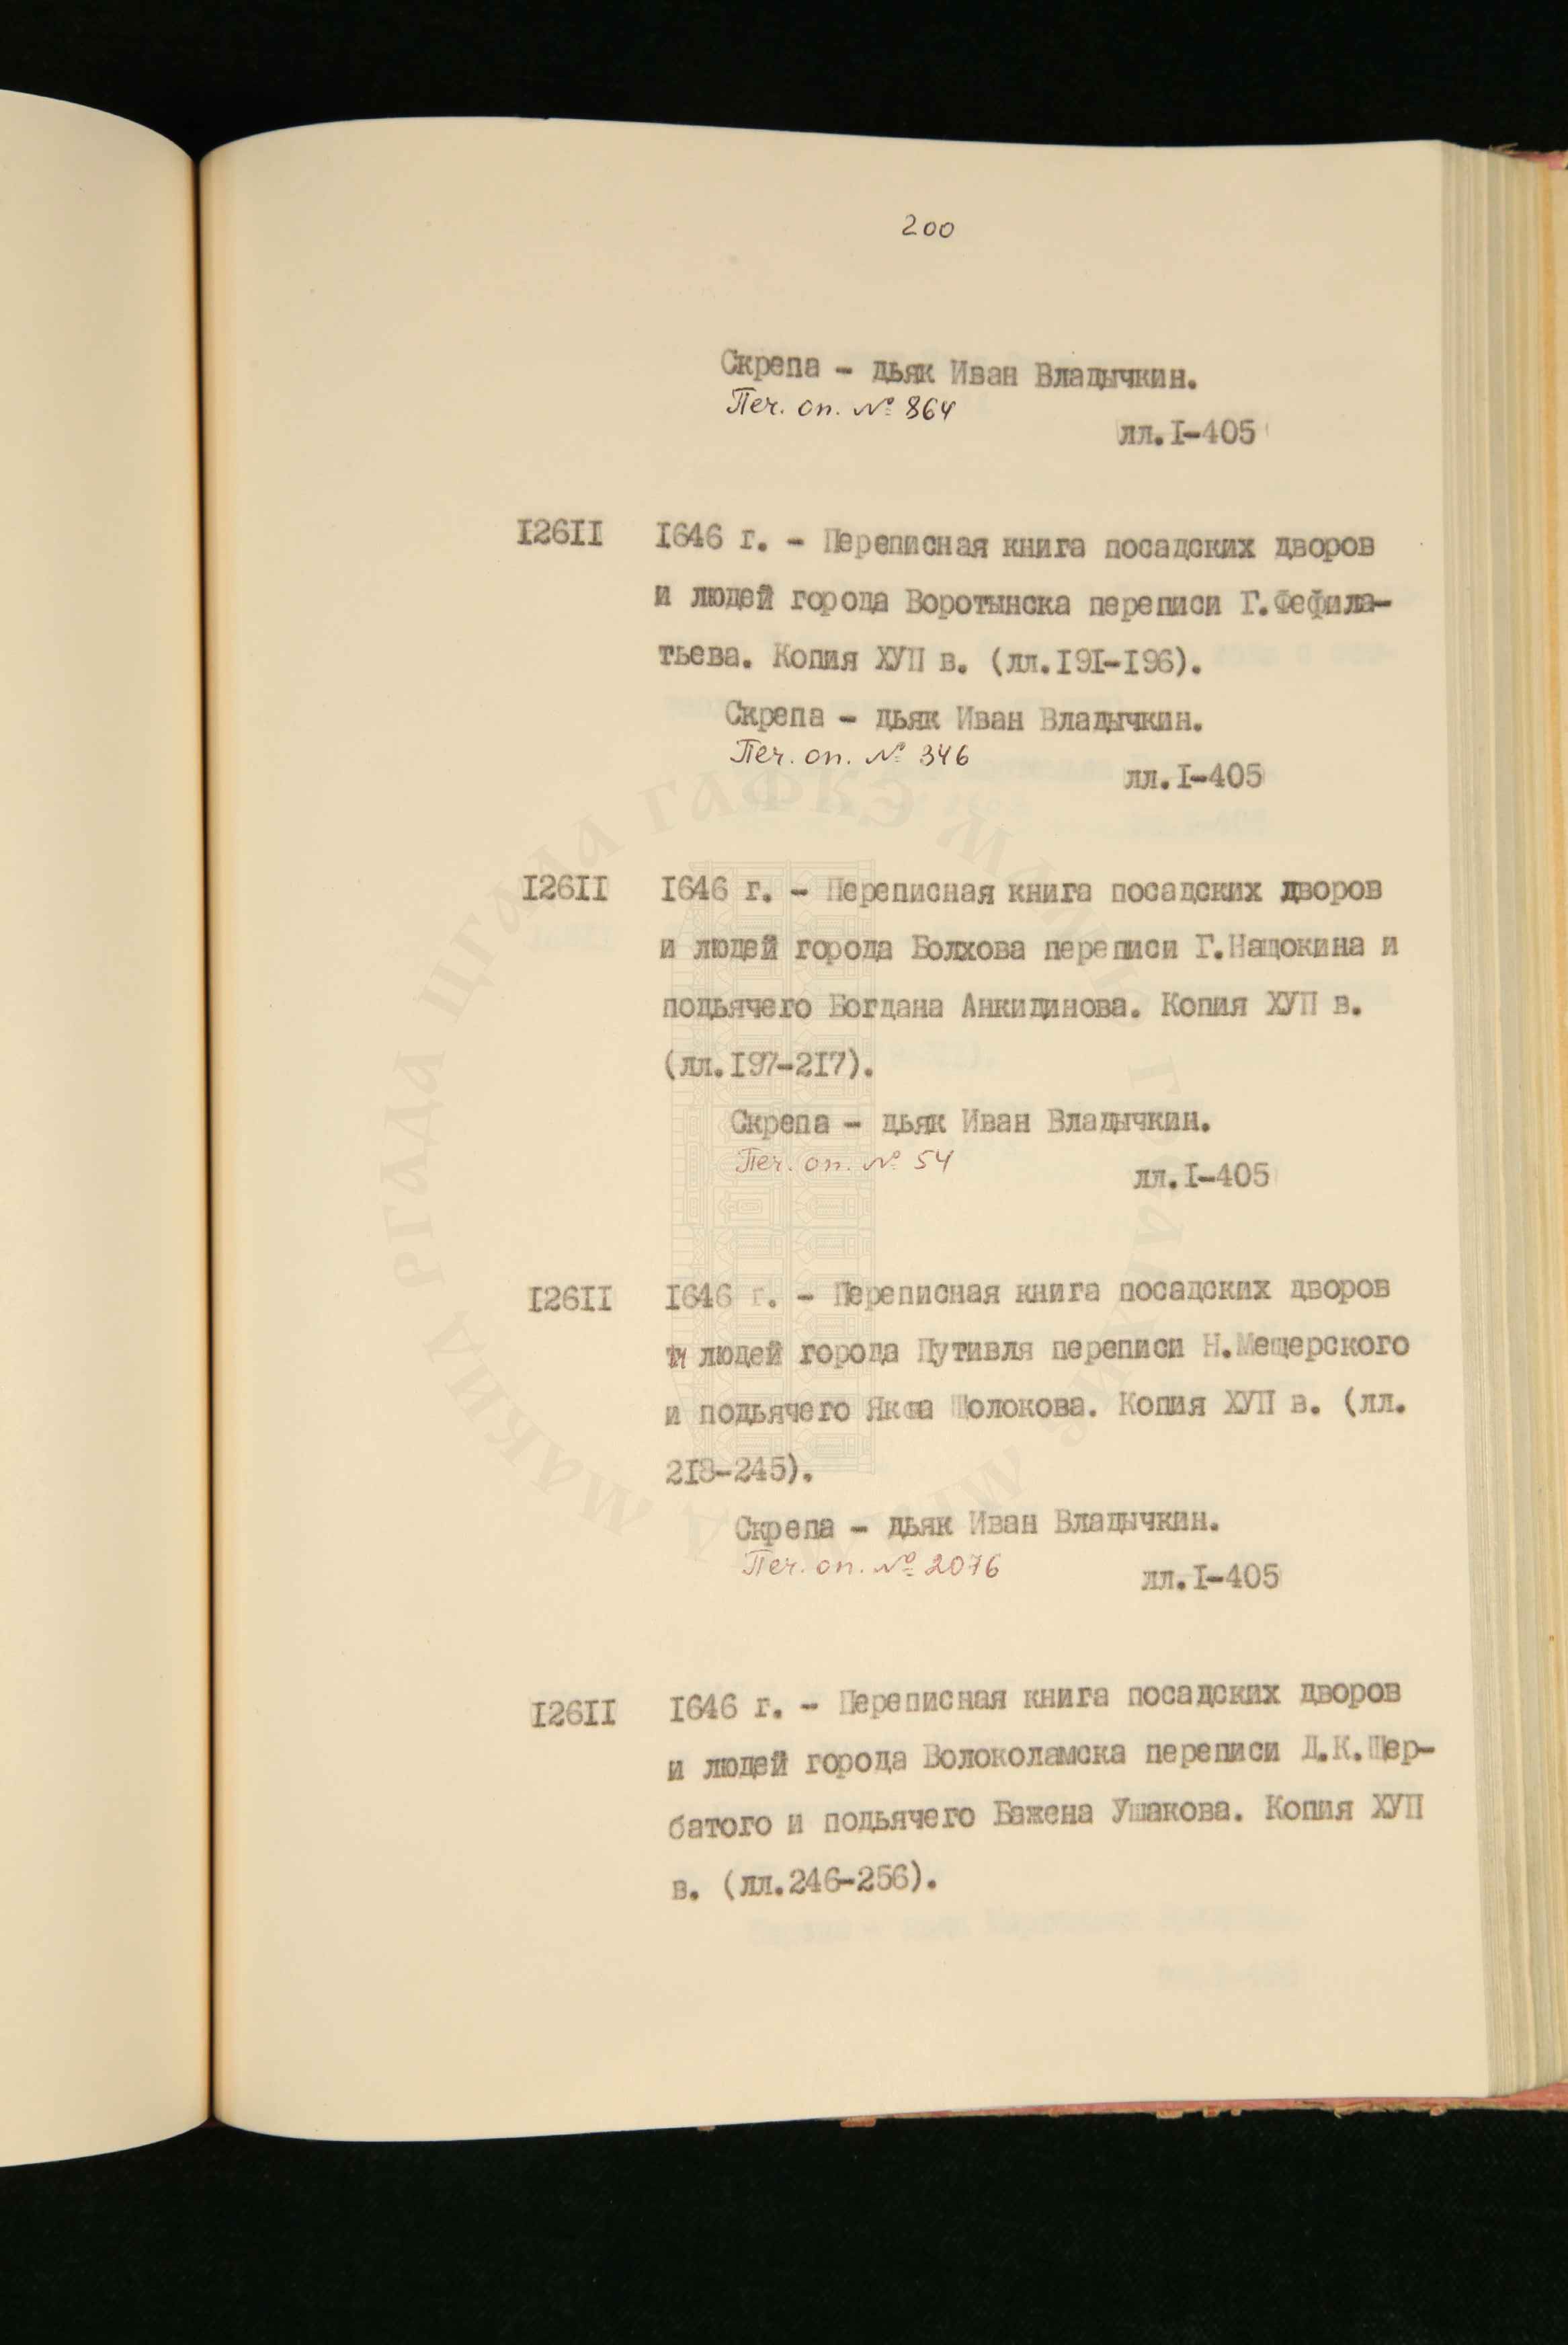 200
Скрепа - дьяк Иван Владычкин.
Печ. оп. № 864
лл.I-405
I26II I646 г. - Переписная книга посадских дворов
и людей города Воротынска переписи Г.Фефила-
тьева. Копия ХУП в. (лл.I9I-I96).
Скрепа - дьяк Иван Владычкин.
Печ. оп. № 346
лл.I-405
I26II I646 г. - Переписная книга посадских дворов
и людей города Болхова переписи Г.Нащокина и
подьячего Богдана Анкидинова. Копия ХУП в.
(лл.I97-2I7).
Скрепа - дьяк Иван Владычкин.
Печ. оп. № 54
лл.I-405
I26II I646 г. - Переписная книга посадских дворов
и людей города Путивля переписи Н.Мещерского
и подьячего Шолокова. Копия ХУП в. (лл.
2I8-245).
Скрепа - дьяк Иван Владычкин.
Печ. оп. № 2076
лл.I-405
I26II I646 г. - Переписная книга посадских дворов
и людей города Волоколамска переписи Д.К.Щер-
батого и подьячего Бажена Ушакова. Копия ХУП
в. (лл.246-256).
РГАДА ЦГАДА ГАФКЭ